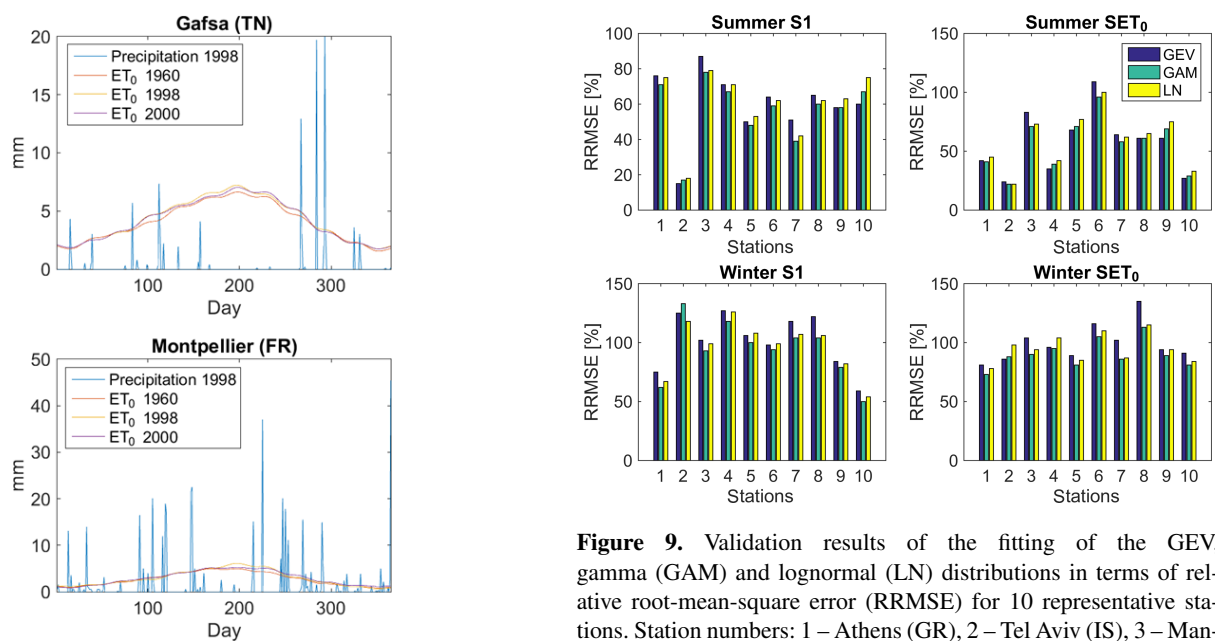 Gafsa (TN)
20
15
10
5
0
mm
Precipitation 1998
ET0 1960
ET0 1998
ET0 2000
100 200 300
Day
Montpellier (FR)
50
40
30
20
10
0
mm
Precipitation 1998
ET0 1960
ET0 1998
ET0 2000
100 200 300
Day
Summer S1
100
80
60
40
20
0
RRMSE [%]
1 2 3 4 5 6 7 8 9 10
Stations
Summer SET0
150
100
50
0
RRMSE [%]
GEV
GAM
LN
1 2 3 4 5 6 7 8 9 10
Stations
Winter S1
150
100
50
0
RRMSE [%]
1 2 3 4 5 6 7 8 9 10
Stations
Winter SET0
150
100
50
0
RRMSE [%]
1 2 3 4 5 6 7 8 9 10
Stations
Figure 9. Validation results of the fitting of the GEV,
gamma (GAM) and lognormal (LN) distributions in terms of rel-
ative root-mean-square error (RRMSE) for 10 representative sta-
tions. Station numbers: 1 – Athens (GR), 2 – Tel Aviv (IS), 3 – Man-